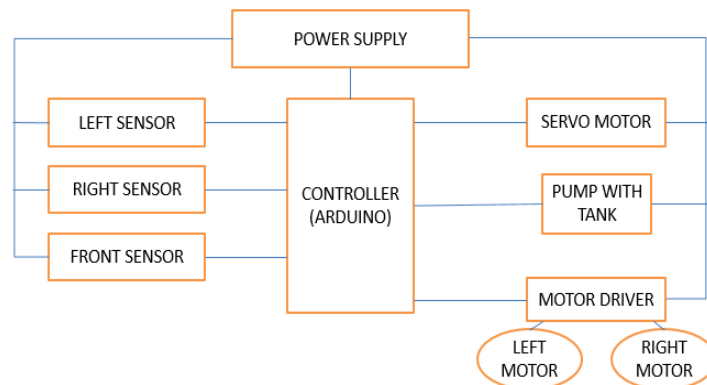 POWER SUPPLY
LEFT SENSOR
RIGHT SENSOR
FRONT SENSOR
CONTROLLER
(ARDUINO)
SERVO MOTOR
PUMP WITH
TANK
MOTOR DRIVER
LEFT
MOTOR
RIGHT
MOTOR